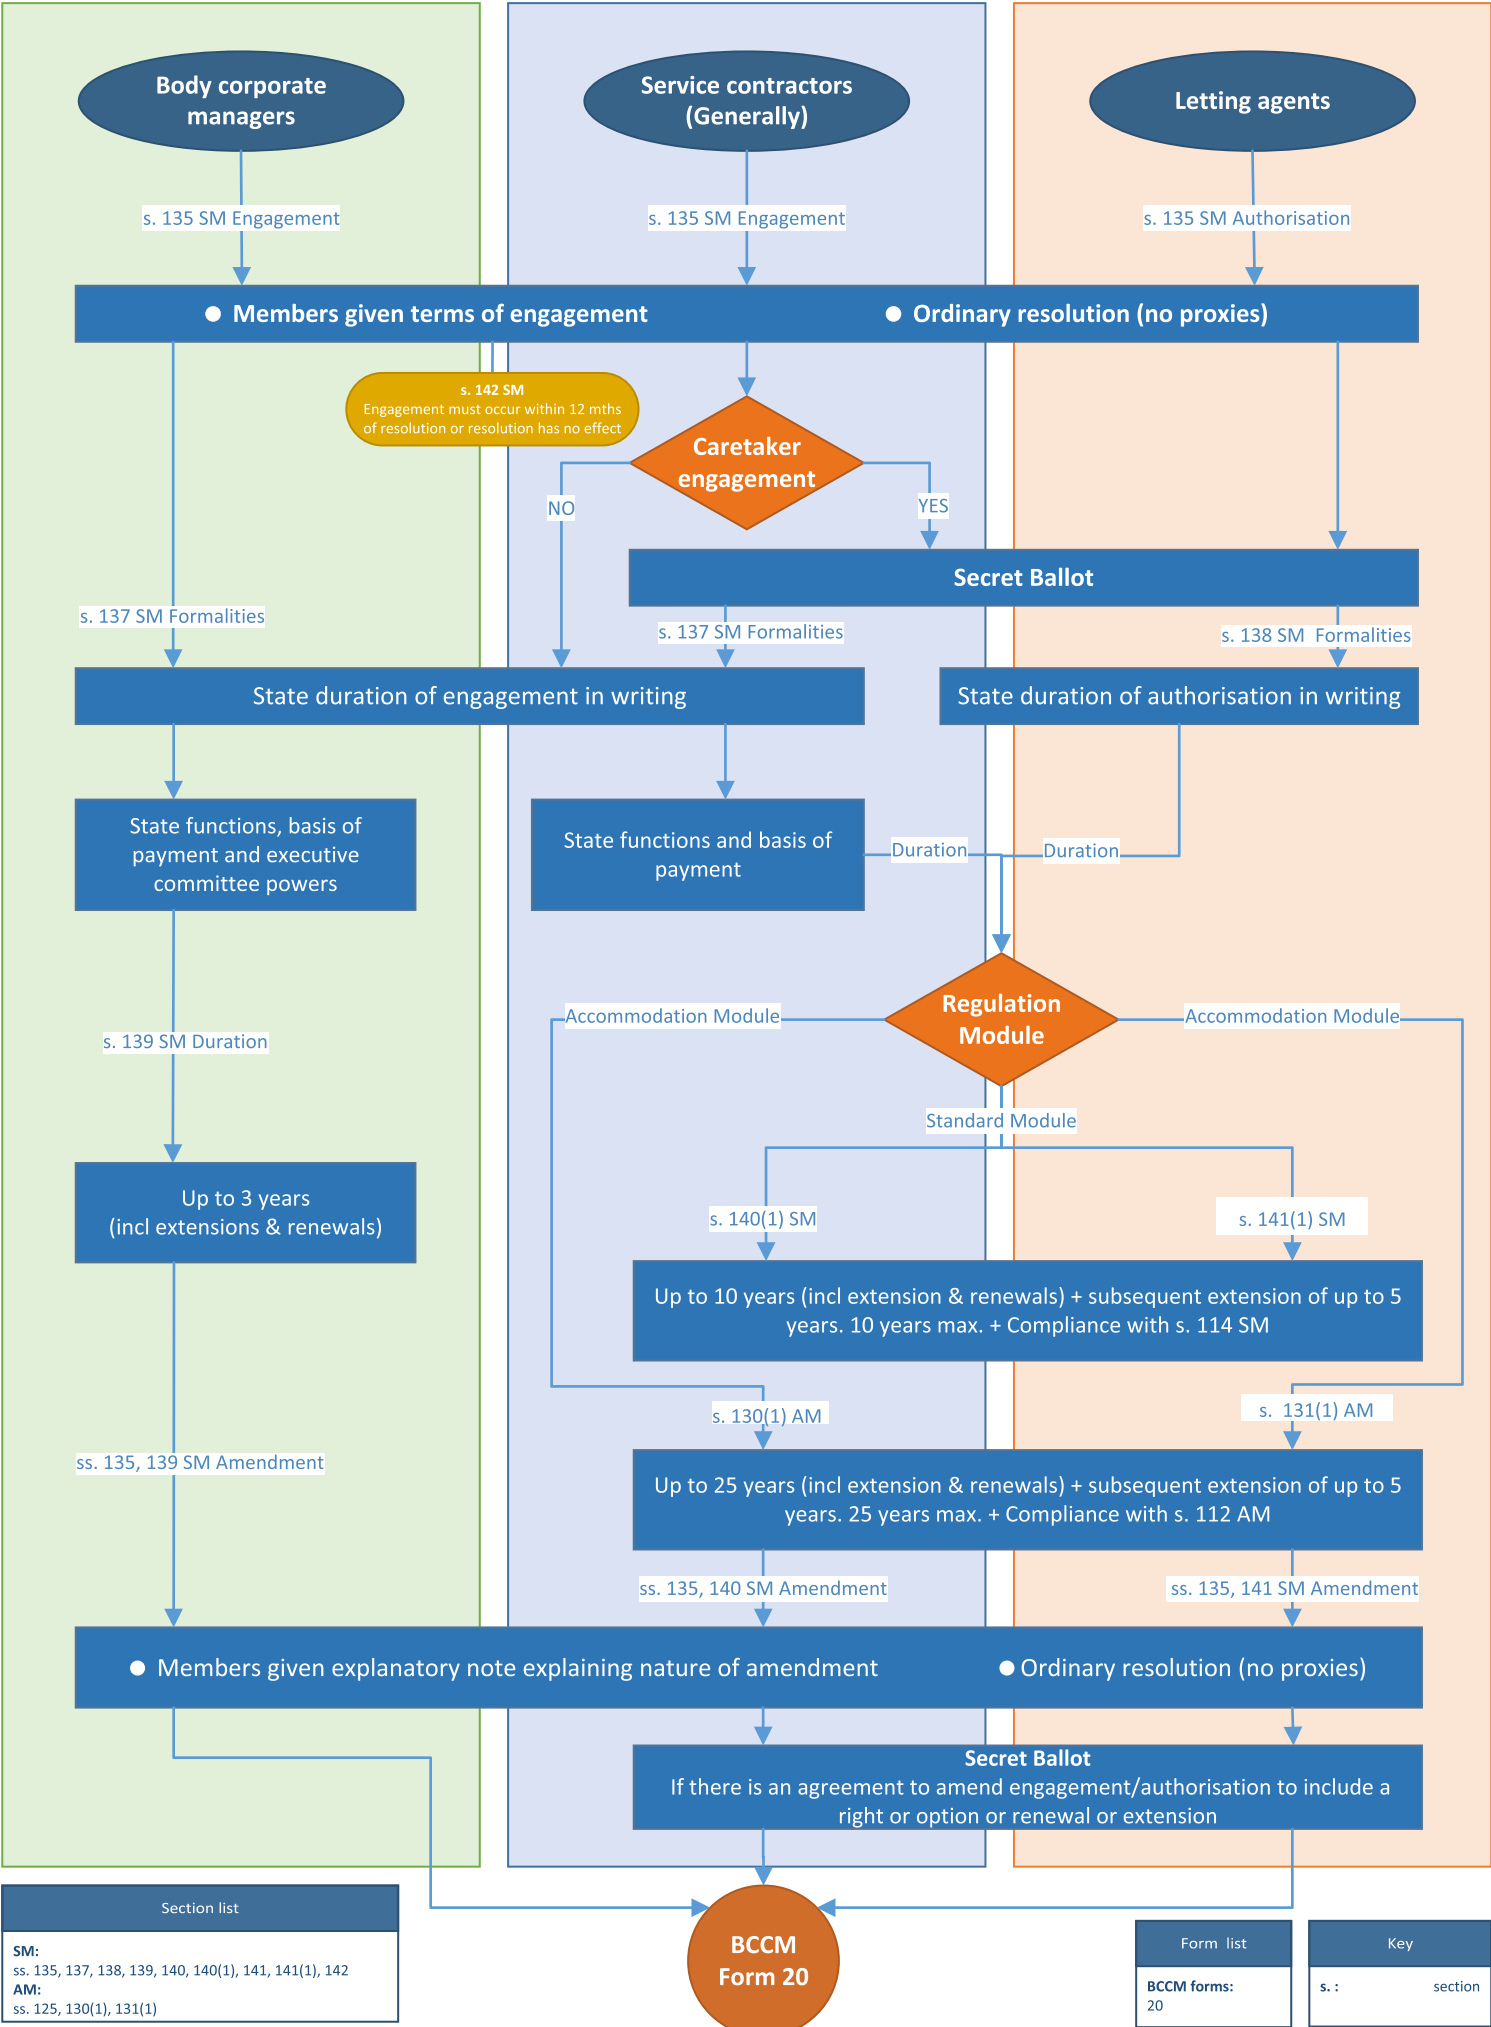 Body corporate
managers
Service contractors
(Generally)
Letting agents
s. 135 SM Engagement
s. 135 SM Engagement
s. 135 SM Authorisation
● Members given terms of engagement
● Ordinary resolution (no proxies)
s. 142 SM
Engagement must occur within 12 mths
of resolution or resolution has no effect
Caretaker
engagement
NO
YES
Secret Ballot
s. 137 SM Formalities
s. 137 SM Formalities
s. 138 SM Formalities
State duration of engagement in writing
State duration of authorisation in writing
State functions, basis of
payment and executive
committee powers
State functions and basis of
payment
Duration
Duration
Regulation
Module
Accommodation Module
Accommodation Module
s. 139 SM Duration
Standard Module
Up to 3 years
(incl extensions & renewals)
s. 140(1) SM
s. 141(1) SM
Up to 10 years (incl extension & renewals) + subsequent extension of up to 5
years. 10 years max. + Compliance with s. 114 SM
s. 130(1) AM
s. 131(1) AM
ss. 135, 139 SM Amendment
Up to 25 years (incl extension & renewals) + subsequent extension of up to 5
years. 25 years max. + Compliance with s. 112 AM
ss. 135, 140 SM Amendment
ss. 135, 141 SM Amendment
● Members given explanatory note explaining nature of amendment
● Ordinary resolution (no proxies)
Secret Ballot
If there is an agreement to amend engagement/authorisation to include a
right or option or renewal or extension
BCCM
Form 20
Section list
SM:
ss. 135, 137, 138, 139, 140, 140(1), 141, 141(1), 142
AM:
ss. 125, 130(1), 131(1)
Form list
BCCM forms:
20
Key
s. : section